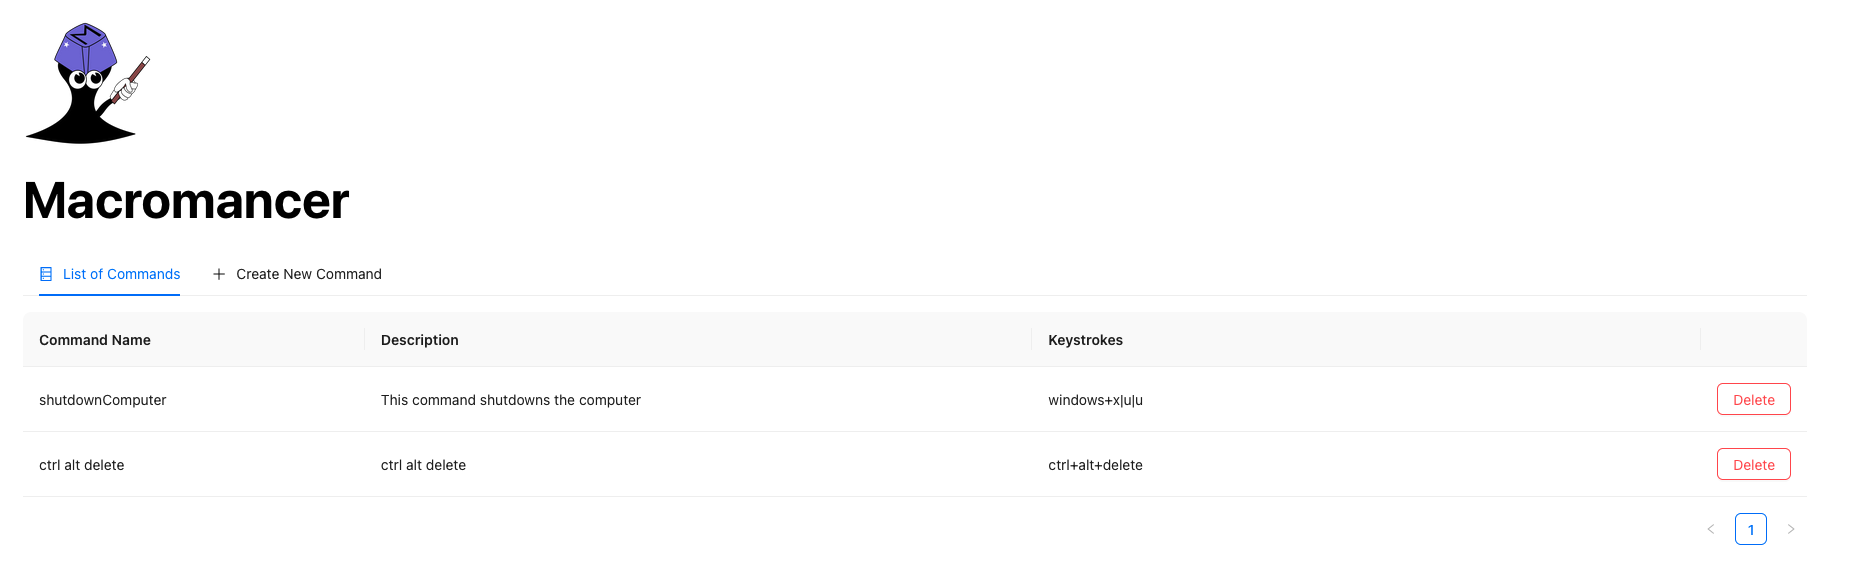 Macromancer
List of Commands Create New Command
Command Name Description Keystrokes
shutdownComputer This command shutdowns the computer windows+x|u|u Delete
ctrl alt delete ctrl alt delete ctrl+alt+delete Delete
< 1 >